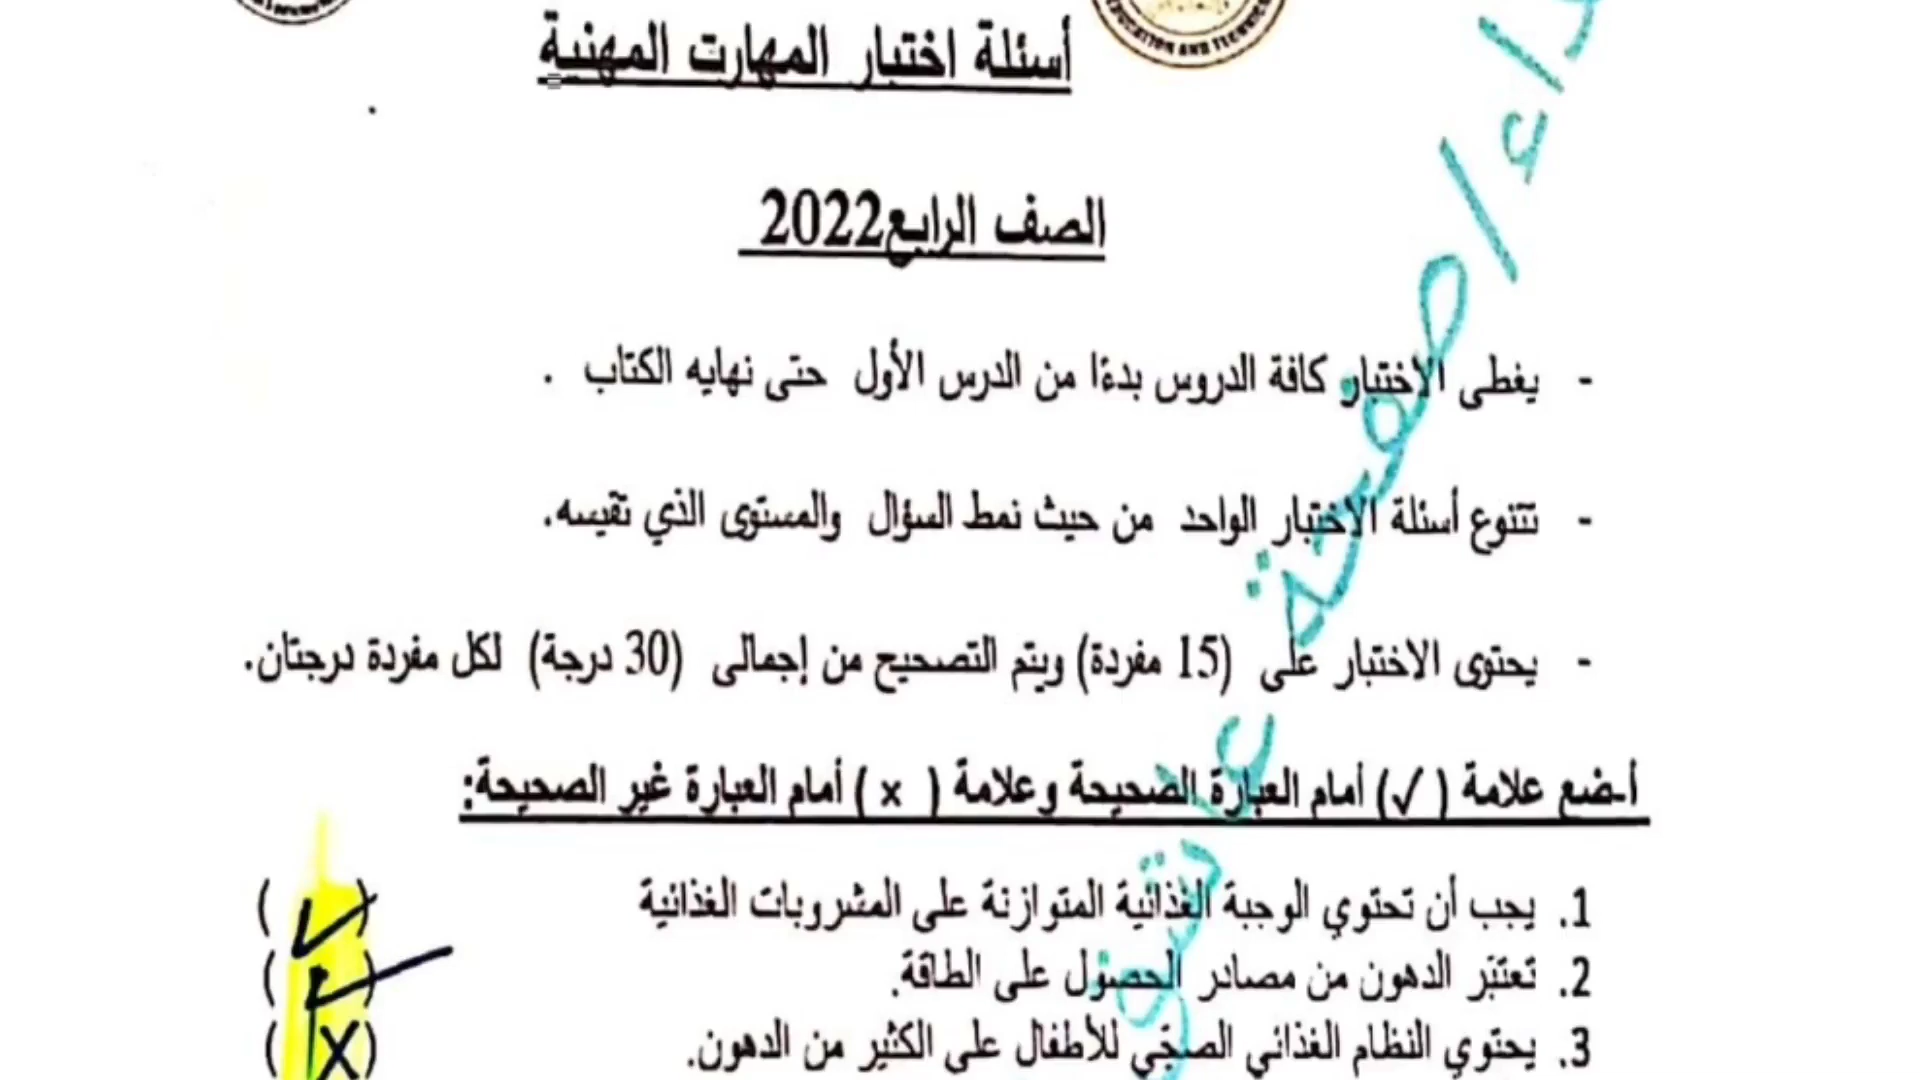 EDUCATION AND TECHNICAL
أسئلة اختبار المهارت المهنية
الصف الرابع2022
- يغطى الاختبار كافة الدروس بدءًا من الدرس الأول حتى نهايه الكتاب .
- تتنوع أسئلة الاختبار الواحد من حيث نمط السؤال والمستوى الذي تقيسه.
- يحتوى الاختبار على (15 مفردة) ويتم التصحيح من إجمالى (30 درجة) لكل مفردة درجتان.
أ-ضع علامة ( √) أمام العبارة الصحيحة وعلامة ( x ) أمام العبارة غير الصحيحة:
1. يجب أن تحتوي الوجبة الغذائية المتوازنة على المشروبات الغذائية ( ✓ )
2. تعتبر الدهون من مصادر الحصول على الطاقة. ( ✓ )
3. يحتوي النظام الغذائي الصحي للأطفال على الكثير من الدهون. ( X )